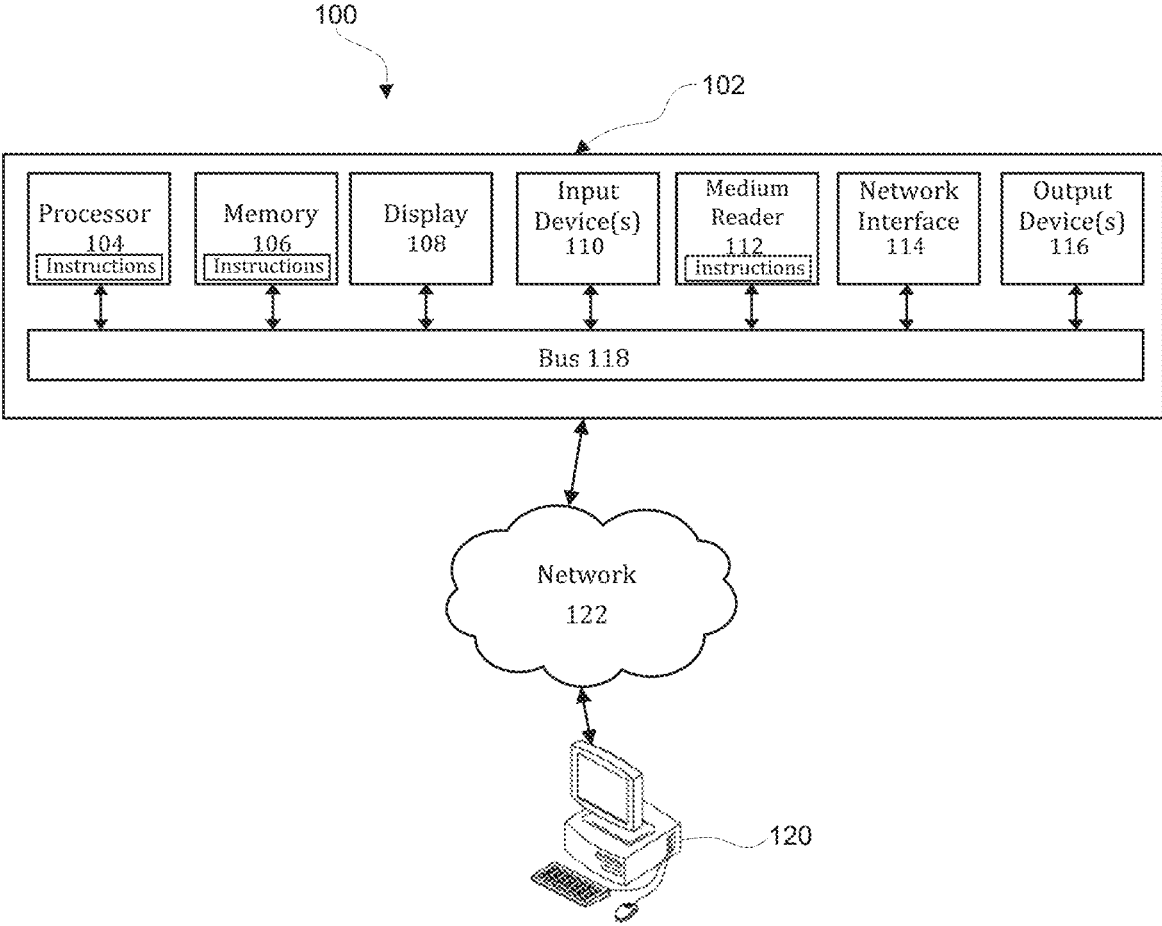 100
102
Processor
104
Instructions
Memory
106
Instructions
Display
108
Input
Device(s)
110
Medium
Reader
112
Instructions
Network
Interface
114
Output
Device(s)
116
Bus 118
Network
122
120